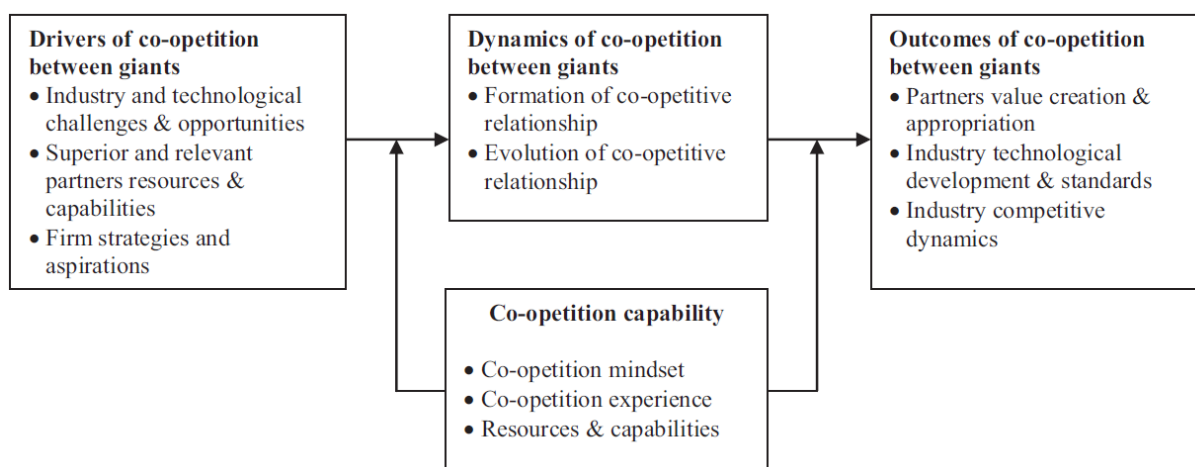 Drivers of co-opetition
between giants
• Industry and technological
challenges & opportunities
• Superior and relevant
partners resources &
capabilities
• Firm strategies and
aspirations
Dynamics of co-opetition
between giants
• Formation of co-opetitive
relationship
• Evolution of co-opetitive
relationship
Outcomes of co-opetition
between giants
• Partners value creation &
appropriation
• Industry technological
development & standards
• Industry competitive
dynamics
Co-opetition capability
• Co-opetition mindset
• Co-opetition experience
• Resources & capabilities